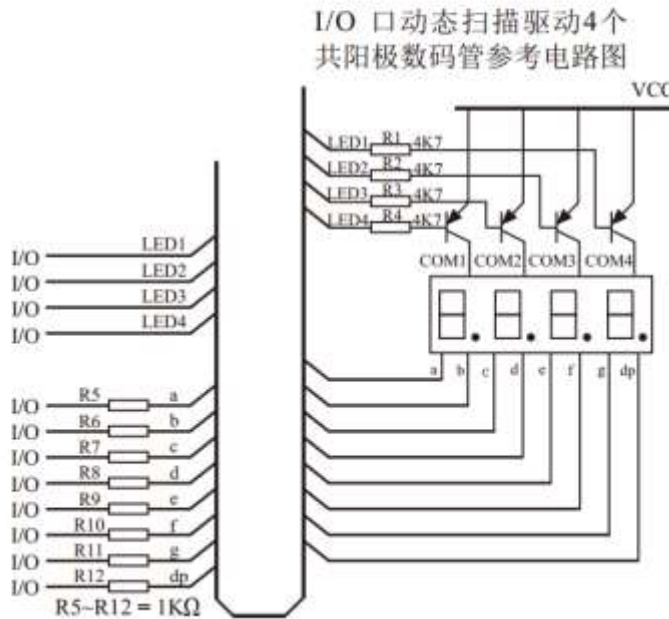 I/O 口动态扫描驱动4个
共阳极数码管参考电路图
VCC
LED1 R1 4K7
LED2 R2 4K7
LED3 R3 4K7
LED4 R4 4K7
COM1 COM2 COM3 COM4
a b c d e f g dp
I/O LED1
I/O LED2
I/O LED3
I/O LED4
I/O R5 a
I/O R6 b
I/O R7 c
I/O R8 d
I/O R9 e
I/O R10 f
I/O R11 g
I/O R12 dp
R5~R12 = 1KΩ